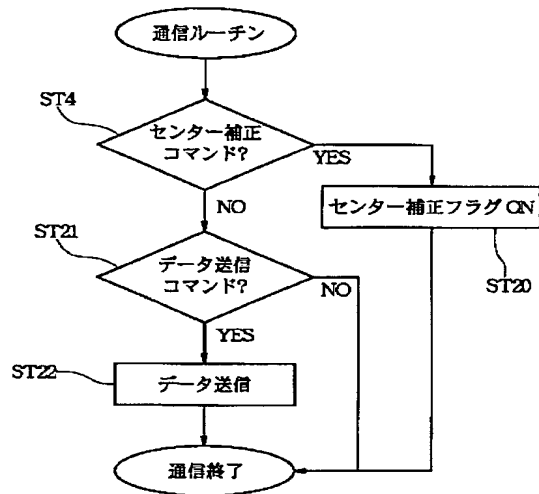 通信ルーチン
ST4
センター補正
コマンド?
YES
NO
センター補正フラグON
ST20
ST21
データ送信
コマンド?
NO
YES
ST22
データ送信
通信終了